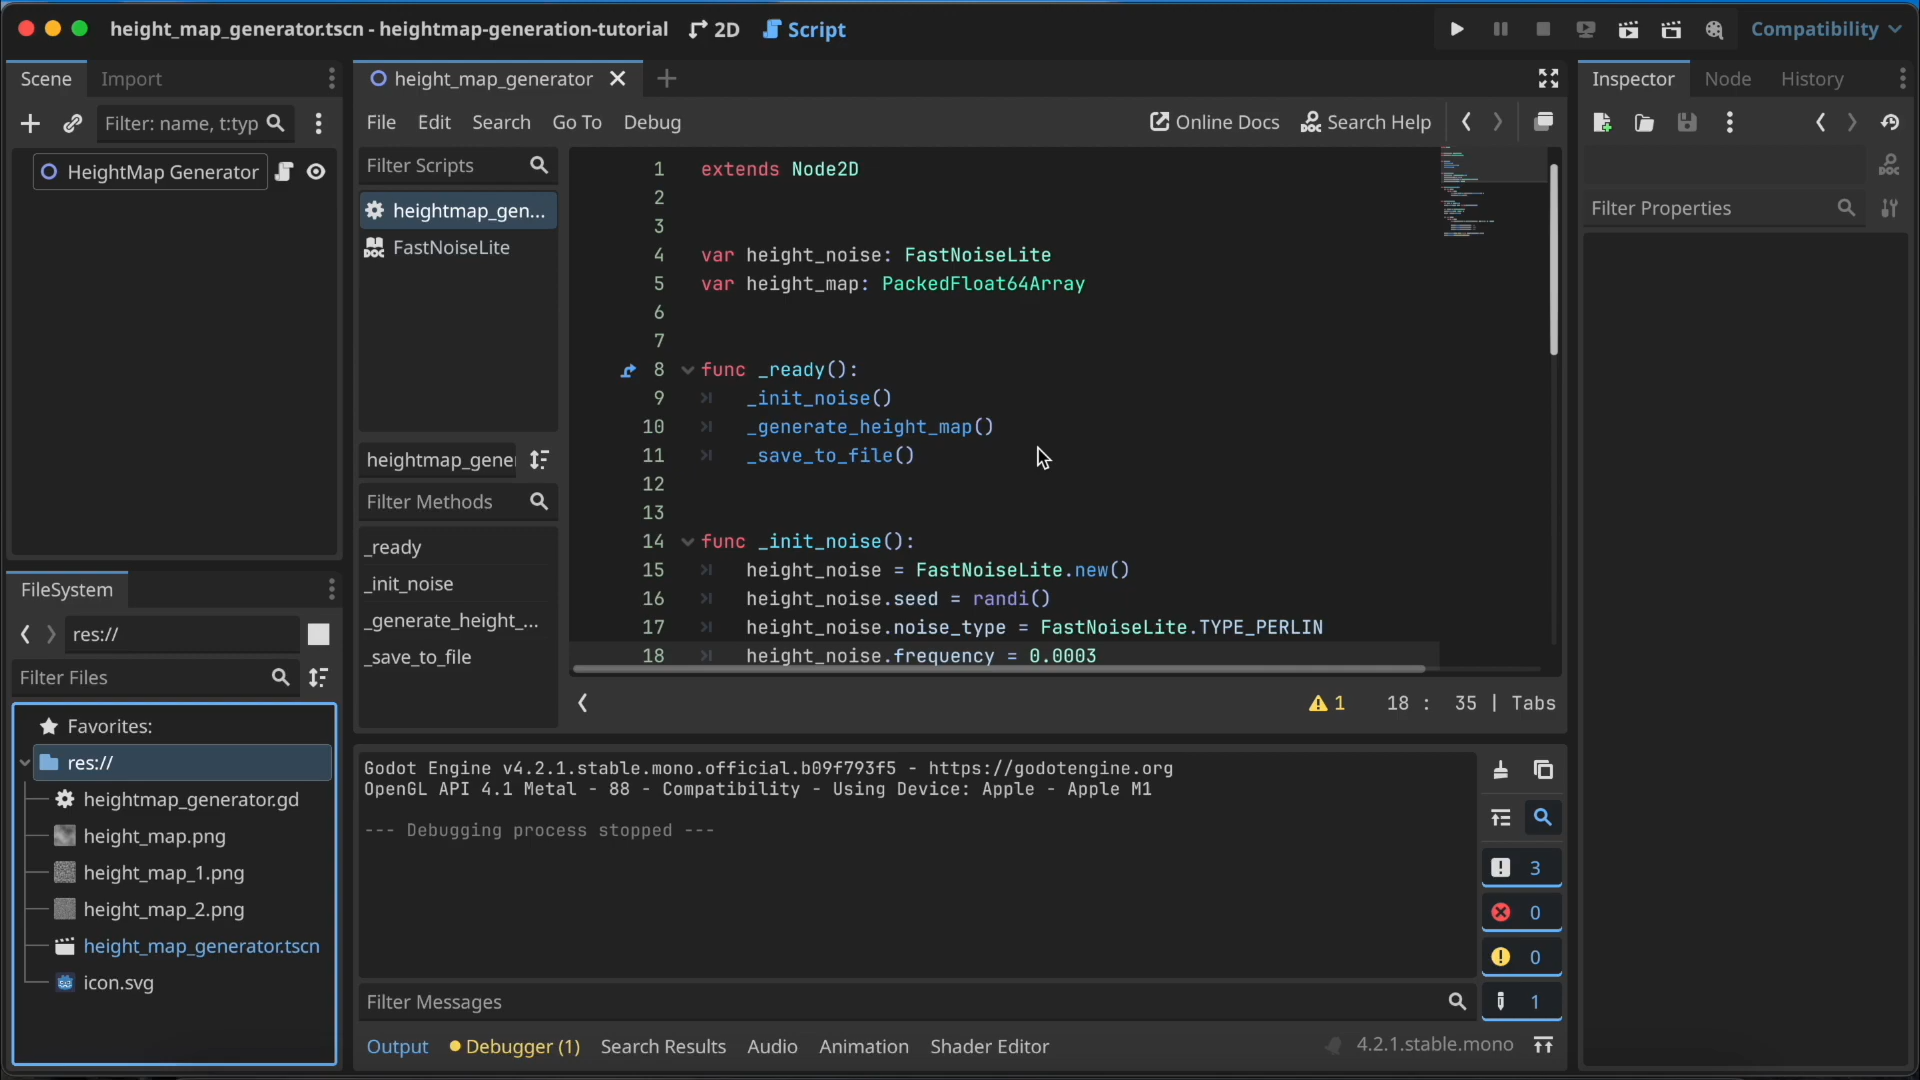 height_map_generator.tscn - heightmap-generation-tutorial
2D
Script
Compatibility
Scene
Import
Filter: name, t:typ
HeightMap Generator
FileSystem
res://
Filter Files
Favorites:
res://
heightmap_generator.gd
height_map.png
height_map_1.png
height_map_2.png
height_map_generator.tscn
icon.svg
height_map_generator
File Edit Search Go To Debug
Online Docs
Search Help
Filter Scripts
heightmap_gen...
FastNoiseLite
heightmap_gene
Filter Methods
_ready
_init_noise
_generate_height_...
_save_to_file
1 extends Node2D
2
3
4 var height_noise: FastNoiseLite
5 var height_map: PackedFloat64Array
6
7
8 func _ready():
9 _init_noise()
10 _generate_height_map()
11 _save_to_file()
12
13
14 func _init_noise():
15 height_noise = FastNoiseLite.new()
16 height_noise.seed = randi()
17 height_noise.noise_type = FastNoiseLite.TYPE_PERLIN
18 height_noise.frequency = 0.0003
1 18 : 35 | Tabs
Godot Engine v4.2.1.stable.mono.official.b09f793f5 - https://godotengine.org
OpenGL API 4.1 Metal - 88 - Compatibility - Using Device: Apple - Apple M1
--- Debugging process stopped ---
3
0
0
1
Filter Messages
Output Debugger (1) Search Results Audio Animation Shader Editor
4.2.1.stable.mono
Inspector
Node
History
DOC
Filter Properties